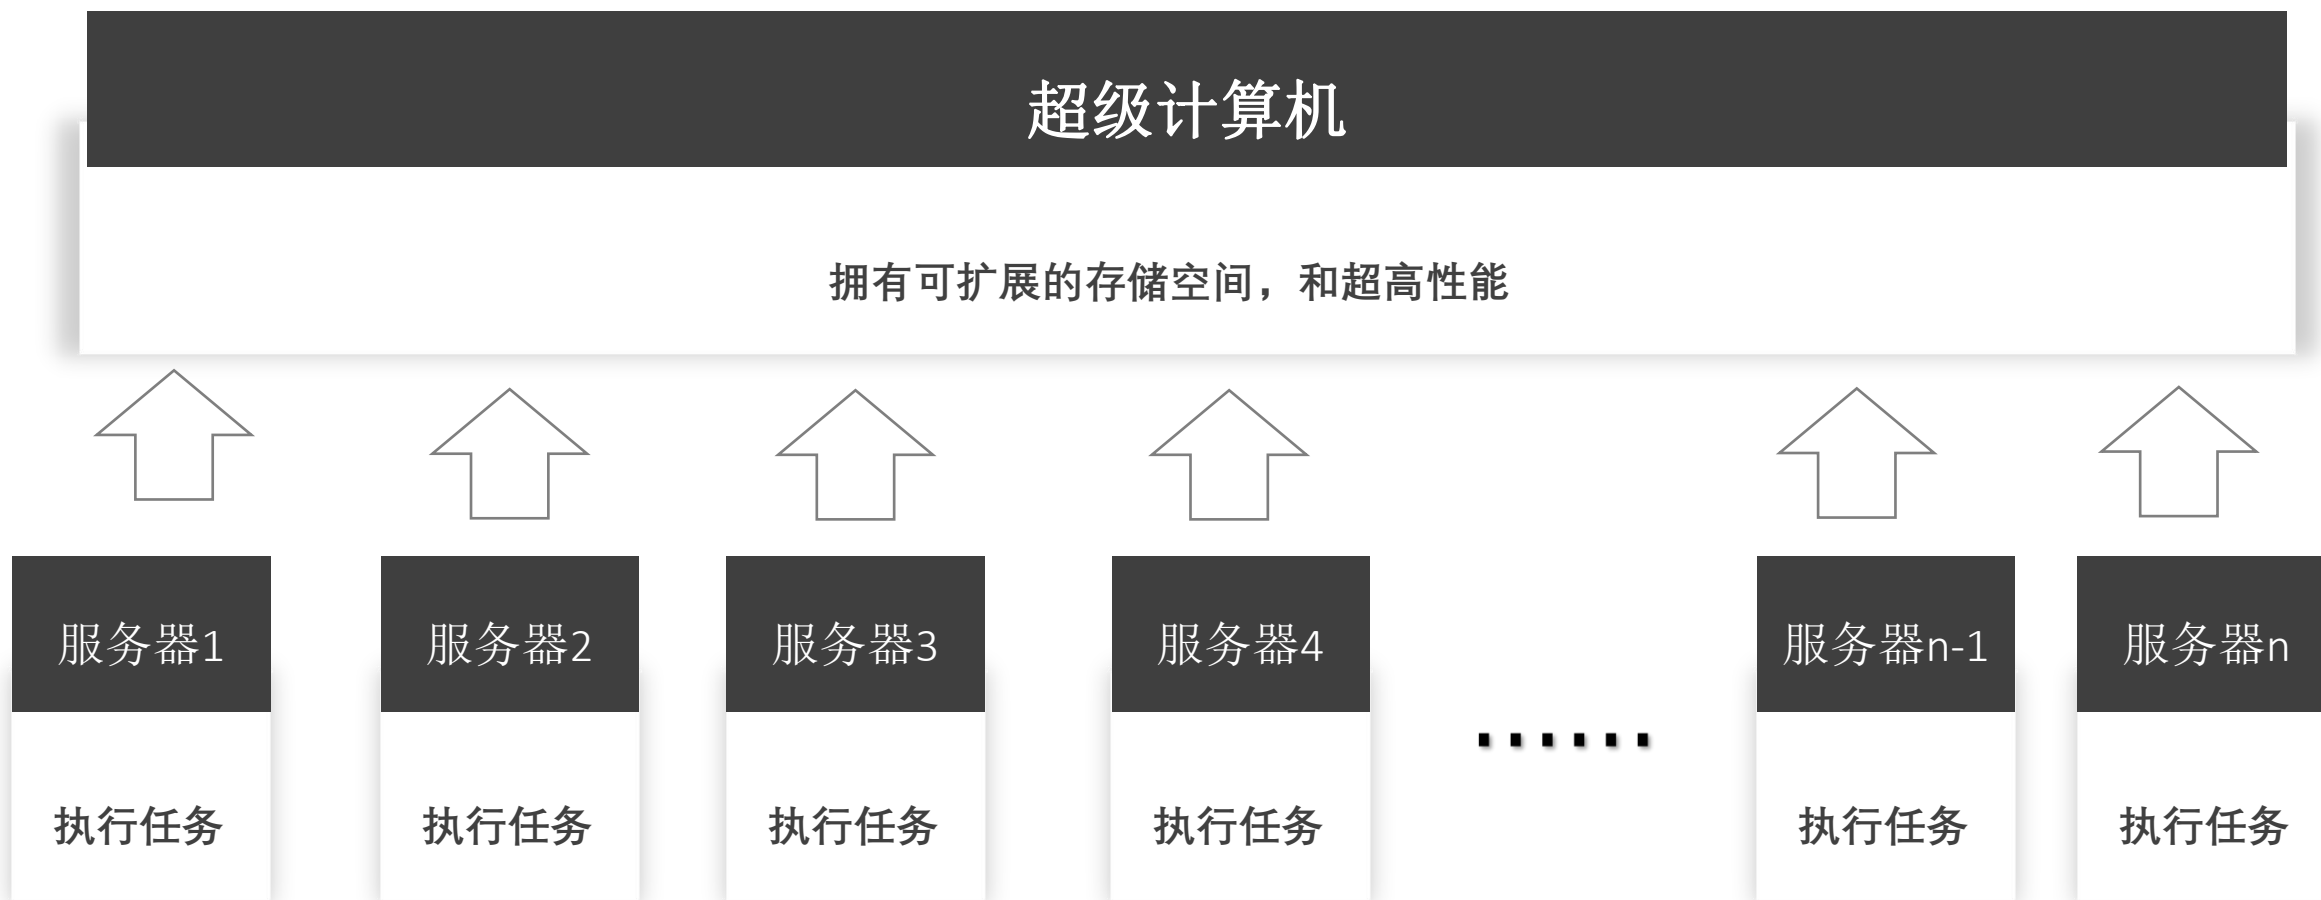 超级计算机
拥有可扩展的存储空间，和超高性能
服务器1
服务器2
服务器3
服务器4
服务器n-1
服务器n
......
执行任务
执行任务
执行任务
执行任务
执行任务
执行任务